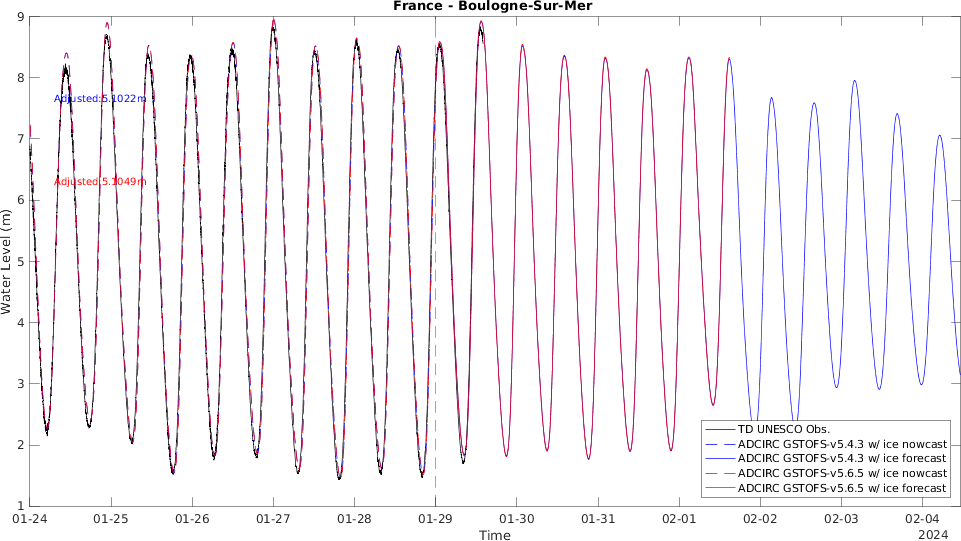 France - Boulogne-Sur-Mer
9
8
7
6
5
4
3
2
1
Water Level (m)
Adjusted:5.1022m
Adjusted:5.1049m
TD UNESCO Obs.
ADCIRC GSTOFS-v5.4.3 w/ ice nowcast
ADCIRC GSTOFS-v5.4.3 w/ ice forecast
ADCIRC GSTOFS-v5.6.5 w/ ice nowcast
ADCIRC GSTOFS-v5.6.5 w/ ice forecast
01-24 01-25 01-26 01-27 01-28 01-29 01-30 01-31 02-01 02-02 02-03 02-04
Time
2024